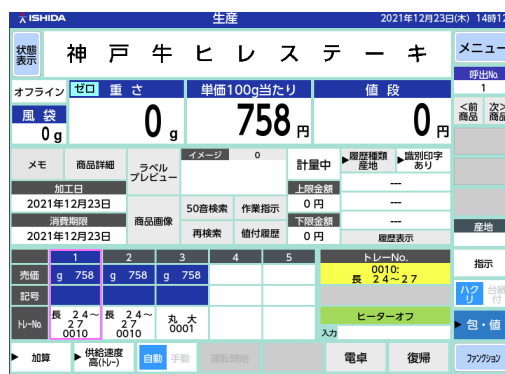 ISHIDA 生産 2021年12月23日(木) 14時12
状態表示
神戸牛ヒレステーキ
メニュー
呼出No.
1
オフライン ゼロ 重さ 単価100g当たり 値段
風袋
0 g
0 g
758 円
0 円
<前商品
次>商品
メモ
商品詳細
ラベルプレビュー
イメージ 0
計量中
▶履歴種類 産地
▶識別印字 あり
加工日
2021年12月23日
消費期限
2021年12月23日
商品画像
50音検索
作業指示
再検索
値付履歴
上限金額
0 円
下限金額
0 円
---
---
---
---
履歴表示
産地
1 2 3 4 5
売価 g 758 g 758 g 758
記号
トレーNo. 長 24~27 0010 長 24~27 0010 丸 大 0001
トレーNo.
0010:
長 24~27
ヒーターオフ
入力
指示
ハクリ
台紙付
▶包・値
▶ 加算
▶ 供給速度 高(トレー)
自動 手動
運転開始
電卓
復帰
ファンクション